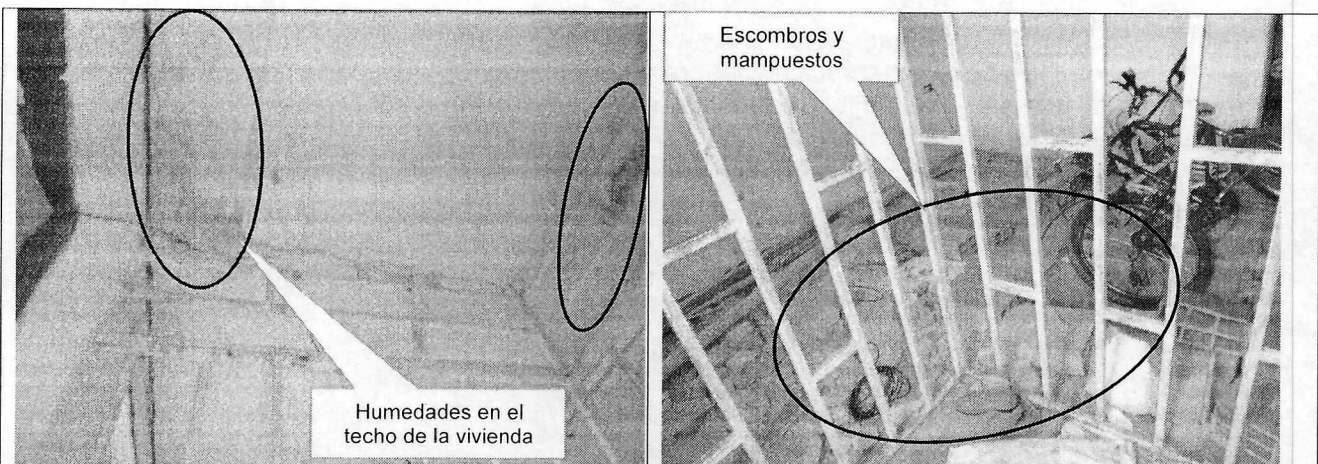 Escombros y
mampuestos
Humedades en el
techo de la vivienda